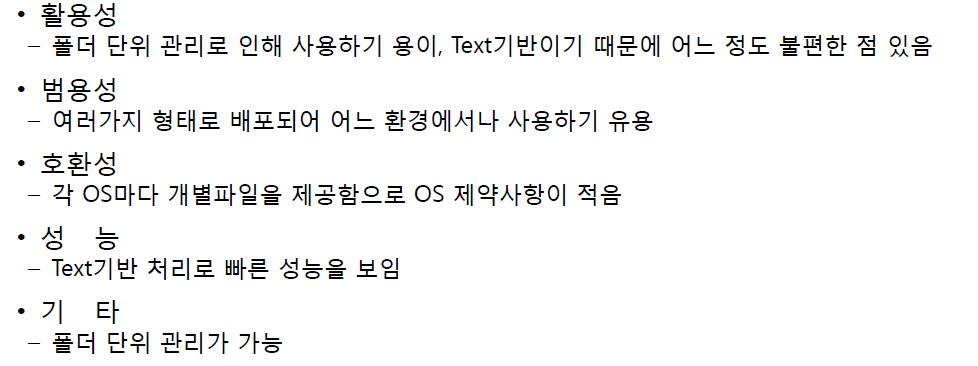 • 활용성
– 폴더 단위 관리로 인해 사용하기 용이, Text기반이기 때문에 어느 정도 불편한 점 있음
• 범용성
– 여러가지 형태로 배포되어 어느 환경에서나 사용하기 유용
• 호환성
– 각 OS마다 개별파일을 제공함으로 OS 제약사항이 적음
• 성 능
– Text기반 처리로 빠른 성능을 보임
• 기 타
– 폴더 단위 관리가 가능